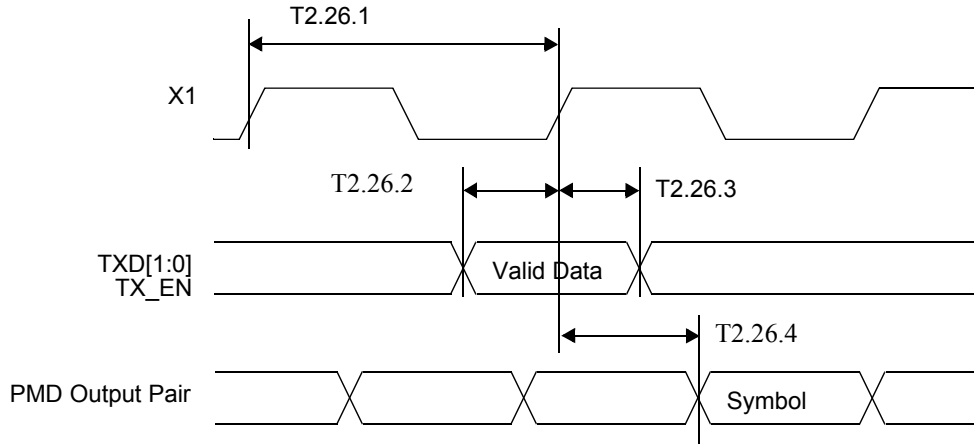 T2.26.1
X1
T2.26.2
T2.26.3
TXD[1:0]
TX_EN
Valid Data
T2.26.4
PMD Output Pair
Symbol